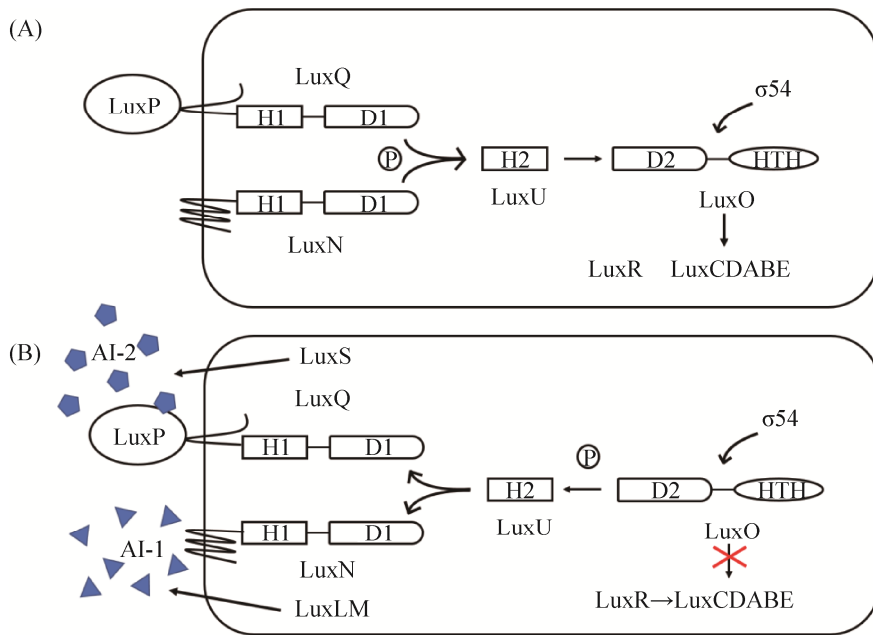 (A)
LuxQ
σ54
LuxP
H1 D1
P H2 D2 HTH
LuxU LuxO
H1 D1
LuxN
LuxR LuxCDABE
(B)
AI-2
LuxS
LuxQ
σ54
LuxP
H1 D1
P
H2 D2 HTH
LuxU LuxO
H1 D1
AI-1
LuxN
LuxR→LuxCDABE
LuxLM